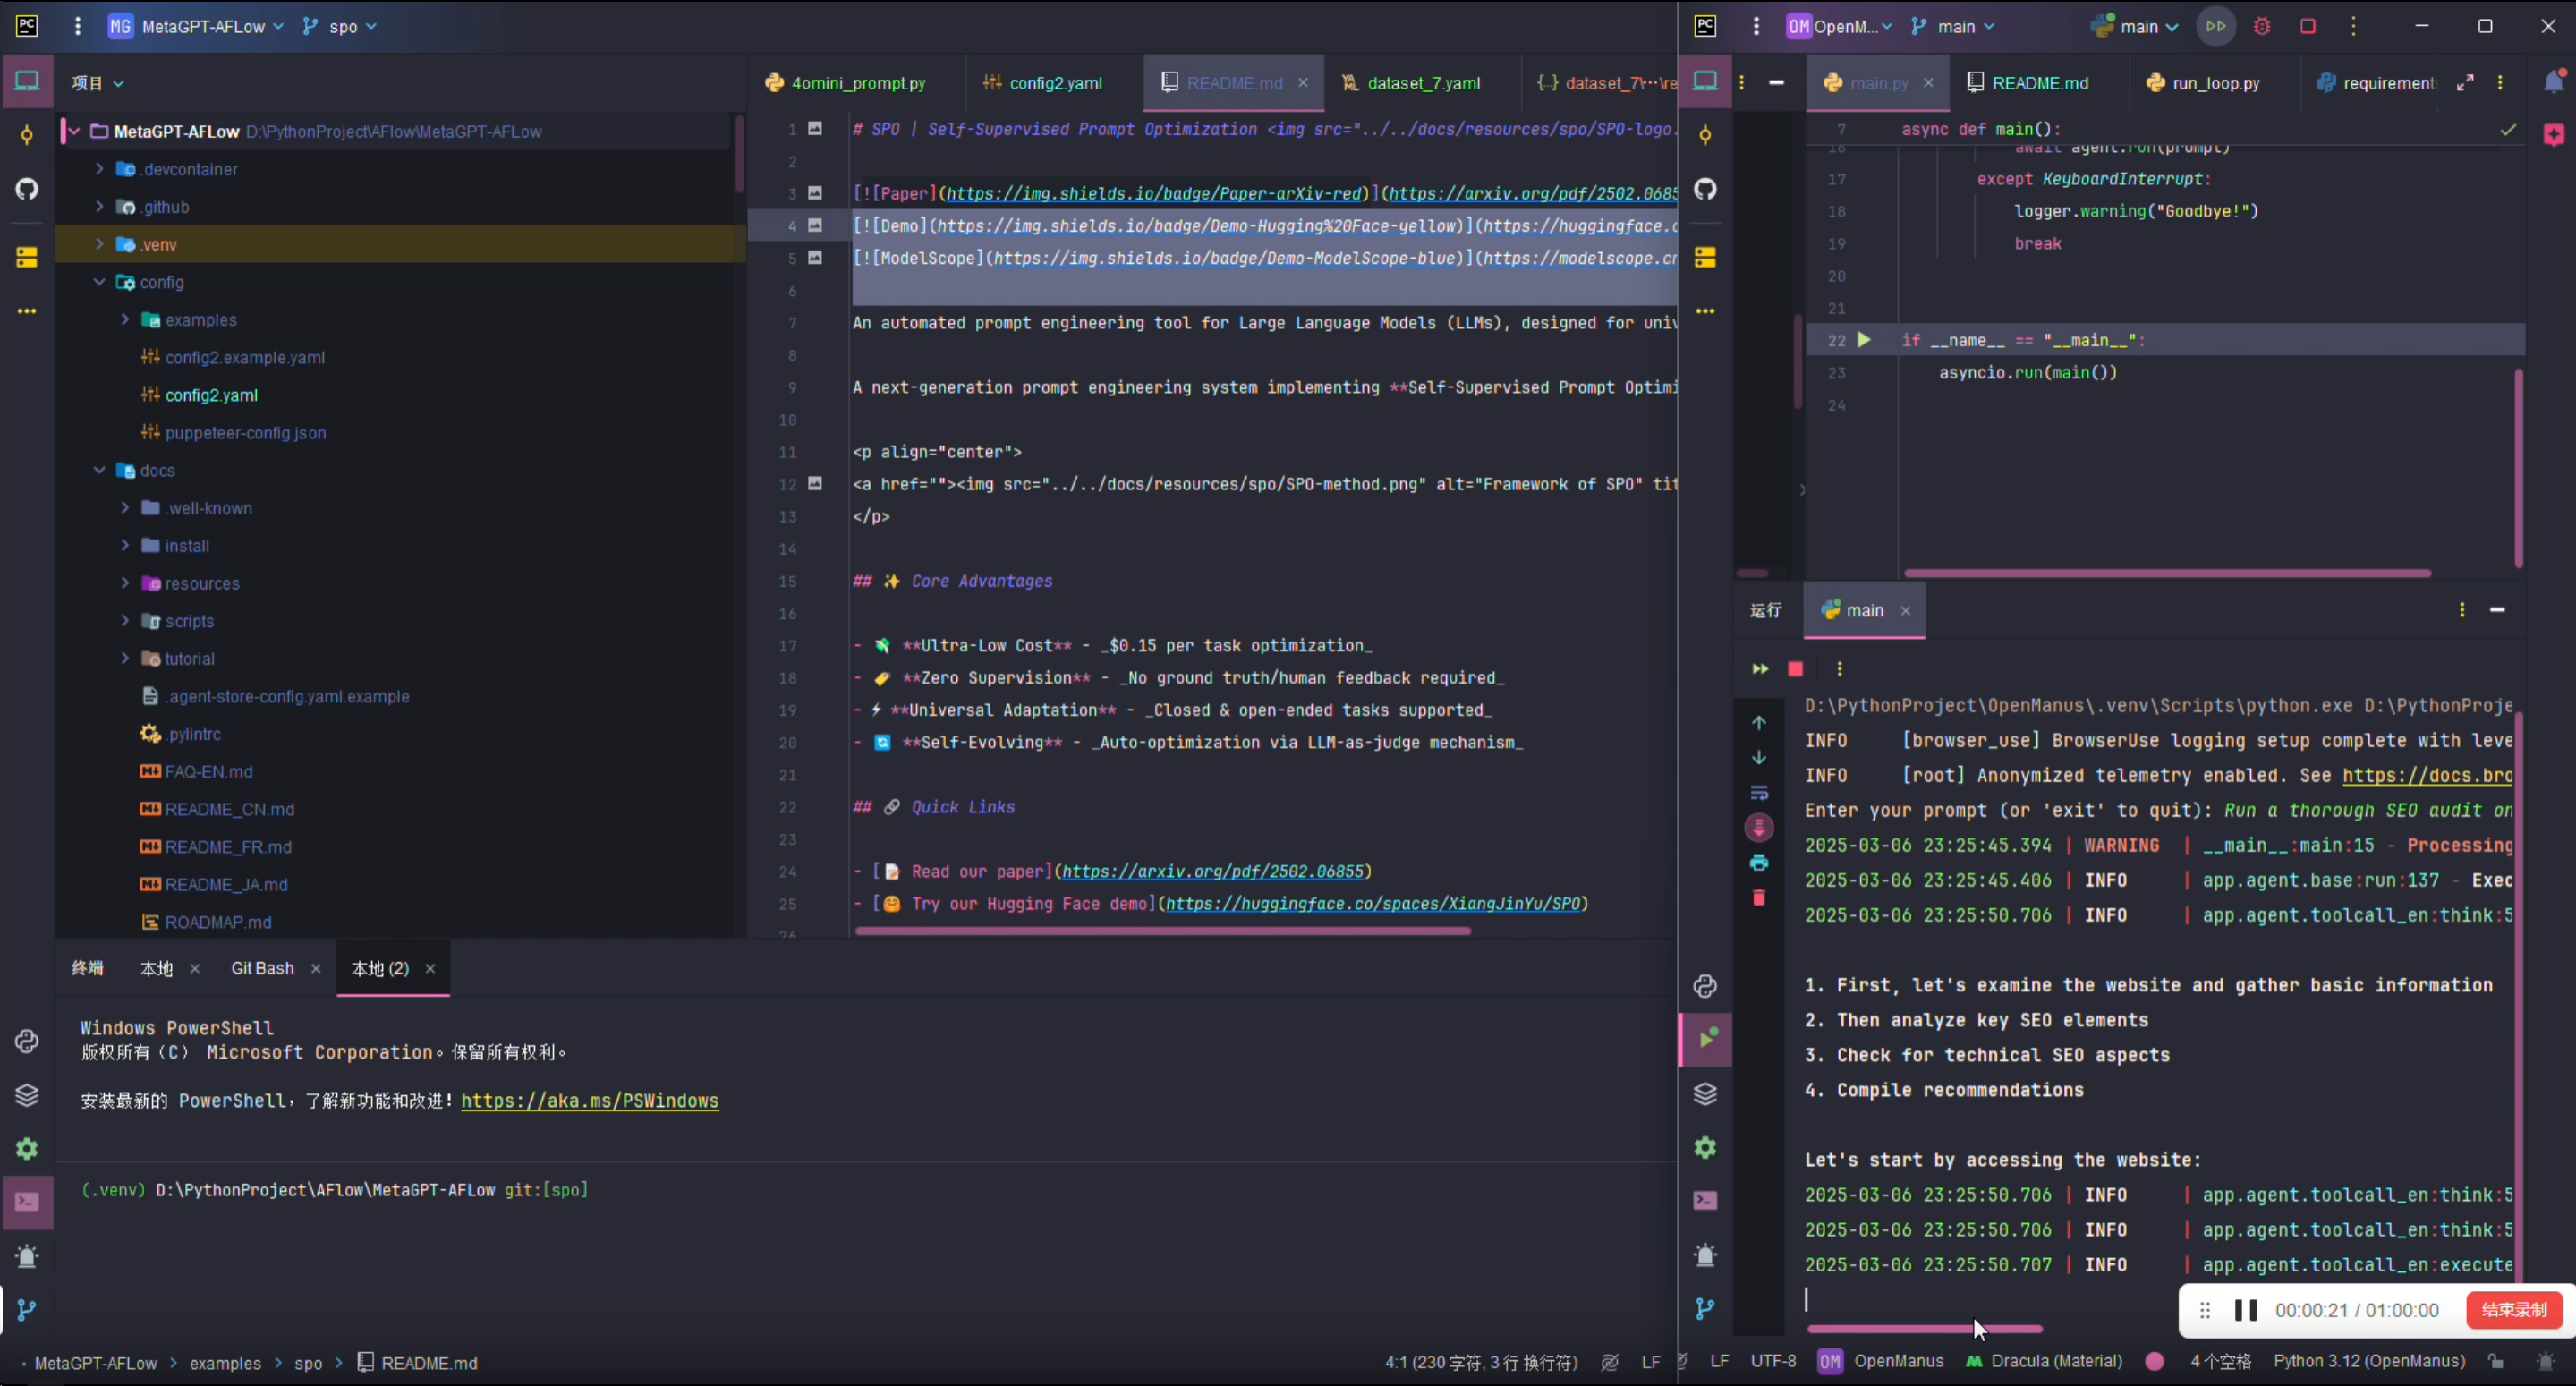 PC
MG MetaGPT-AFLow
spo
项目
MetaGPT-AFLow D:\PythonProject\AFlow\MetaGPT-AFLow
.devcontainer
.github
.venv
config
examples
config2.example.yaml
config2.yaml
puppeteer-config.json
docs
.well-known
install
resources
scripts
tutorial
.agent-store-config.yaml.example
.pylintrc
FAQ-EN.md
README_CN.md
README_FR.md
README_JA.md
ROADMAP.md
4omini_prompt.py
config2.yaml
README.md
dataset_7.yaml
dataset_7\···\re
1 # SPO | Self-Supervised Prompt Optimization <img src="../../docs/resources/spo/SPO-logo.
2
3 [![Paper](https://img.shields.io/badge/Paper-arXiv-red)](https://arxiv.org/pdf/2502.0685
4 [![Demo](https://img.shields.io/badge/Demo-Hugging%20Face-yellow)](https://huggingface.c
5 [![ModelScope](https://img.shields.io/badge/Demo-ModelScope-blue)](https://modelscope.cn
6
7 An automated prompt engineering tool for Large Language Models (LLMs), designed for univ
8
9 A next-generation prompt engineering system implementing **Self-Supervised Prompt Optimi
10
11 <p align="center">
12 <a href=""><img src="../../docs/resources/spo/SPO-method.png" alt="Framework of SPO" tit
13 </p>
14
15 ## ✨ Core Advantages
16
17 - 💸 **Ultra-Low Cost** - _$0.15 per task optimization_
18 - 🏷️ **Zero Supervision** - _No ground truth/human feedback required_
19 - ⚡ **Universal Adaptation** - _Closed & open-ended tasks supported_
20 - 🔄 **Self-Evolving** - _Auto-optimization via LLM-as-judge mechanism_
21
22 ## 🔗 Quick Links
23
24 - [📝 Read our paper](https://arxiv.org/pdf/2502.06855)
25 - [🤗 Try our Hugging Face demo](https://huggingface.co/spaces/XiangJinYu/SPO)
26
终端 本地 Git Bash 本地 (2)
Windows PowerShell
版权所有（C） Microsoft Corporation。保留所有权利。
安装最新的 PowerShell，了解新功能和改进！https://aka.ms/PSWindows
(.venv) D:\PythonProject\AFlow\MetaGPT-AFLow git:[spo]
MetaGPT-AFLow > examples > spo > README.md
4:1 (230 字符, 3 行 换行符) LF
PC
OM OpenM...
main
main
main.py
README.md
run_loop.py
requirement
7 async def main():
16 await agent.run(prompt)
17 except KeyboardInterrupt:
18 logger.warning("Goodbye!")
19 break
20
21
22 if __name__ == "__main__":
23 asyncio.run(main())
24
运行 main
D:\PythonProject\OpenManus\.venv\Scripts\python.exe D:\PythonProje
INFO [browser_use] BrowserUse logging setup complete with leve
INFO [root] Anonymized telemetry enabled. See https://docs.bro
Enter your prompt (or 'exit' to quit): Run a thorough SEO audit on
2025-03-06 23:25:45.394 | WARNING | __main__:main:15 - Processing
2025-03-06 23:25:45.406 | INFO | app.agent.base:run:137 - Exec
2025-03-06 23:25:50.706 | INFO | app.agent.toolcall_en:think:5
1. First, let's examine the website and gather basic information
2. Then analyze key SEO elements
3. Check for technical SEO aspects
4. Compile recommendations
Let's start by accessing the website:
2025-03-06 23:25:50.706 | INFO | app.agent.toolcall_en:think:5
2025-03-06 23:25:50.706 | INFO | app.agent.toolcall_en:think:5
2025-03-06 23:25:50.707 | INFO | app.agent.toolcall_en:execute
00:00:21 / 01:00:00 结束录制
LF UTF-8 OM OpenManus Dracula (Material) 4 个空格 Python 3.12 (OpenManus)